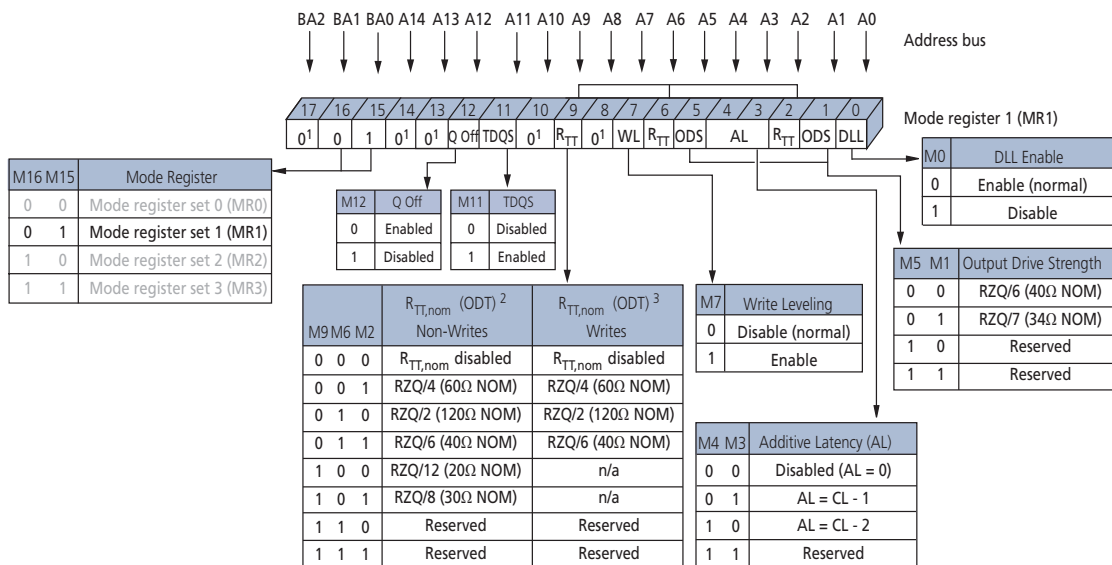 BA2 BA1 BA0 A14 A13 A12 A11 A10 A9 A8 A7 A6 A5 A4 A3 A2 A1 A0
Address bus
17 16 15 14 13 12 11 10 9 8 7 6 5 4 3 2 1 0
0¹ 0 1 0¹ 0¹ Q Off TDQS 0¹ RTT 0¹ WL RTT ODS AL RTT ODS DLL
Mode register 1 (MR1)
M16 M15 Mode Register
0 0 Mode register set 0 (MR0)
0 1 Mode register set 1 (MR1)
1 0 Mode register set 2 (MR2)
1 1 Mode register set 3 (MR3)
M12 Q Off
0 Enabled
1 Disabled
M11 TDQS
0 Disabled
1 Enabled
M0 DLL Enable
0 Enable (normal)
1 Disable
M5 M1 Output Drive Strength
0 0 RZQ/6 (40Ω NOM)
0 1 RZQ/7 (34Ω NOM)
1 0 Reserved
1 1 Reserved
M9 M6 M2 RTT,nom (ODT) ² Non-Writes RTT,nom (ODT) ³ Writes
0 0 0 RTT,nom disabled RTT,nom disabled
0 0 1 RZQ/4 (60Ω NOM) RZQ/4 (60Ω NOM)
0 1 0 RZQ/2 (120Ω NOM) RZQ/2 (120Ω NOM)
0 1 1 RZQ/6 (40Ω NOM) RZQ/6 (40Ω NOM)
1 0 0 RZQ/12 (20Ω NOM) n/a
1 0 1 RZQ/8 (30Ω NOM) n/a
1 1 0 Reserved Reserved
1 1 1 Reserved Reserved
M7 Write Leveling
0 Disable (normal)
1 Enable
M4 M3 Additive Latency (AL)
0 0 Disabled (AL = 0)
0 1 AL = CL - 1
1 0 AL = CL - 2
1 1 Reserved